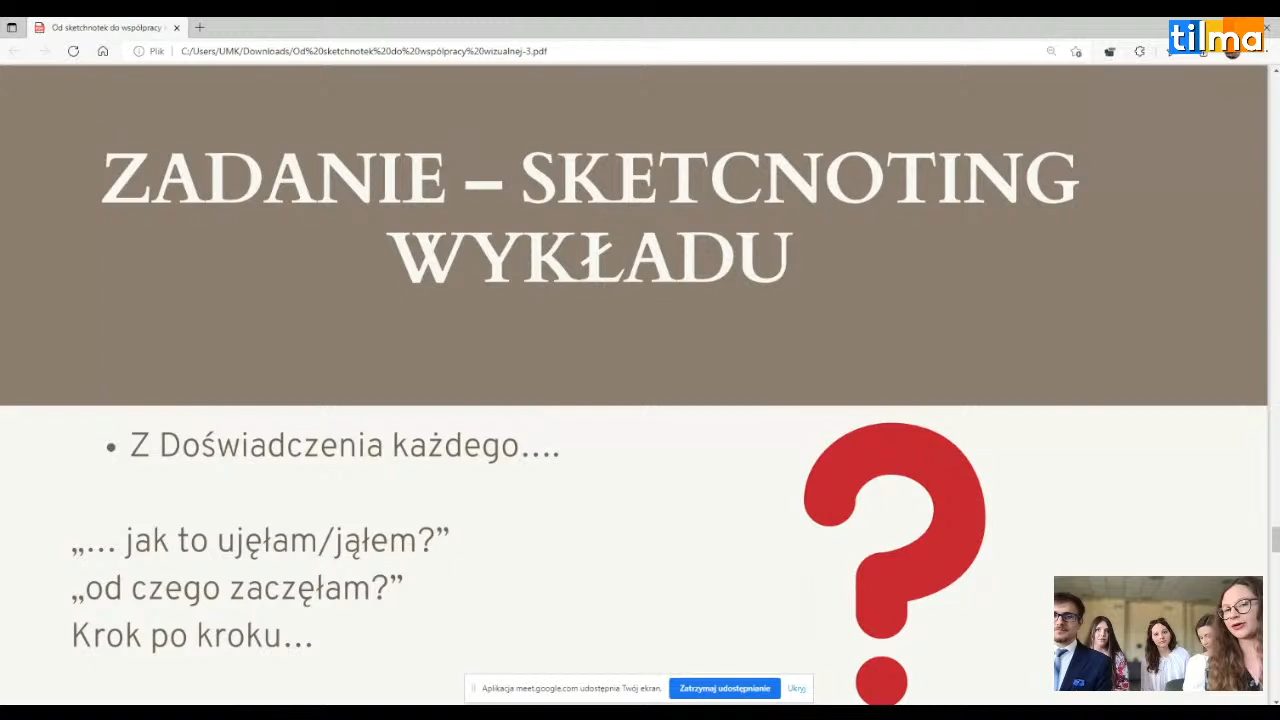 Od sketchnotek do współpracy
tilma
Plik
C:/Users/UMK/Downloads/Od%20sketchnotek%20do%20współpracy%20wizualnej-3.pdf
ZADANIE – SKETCNOTING
WYKŁADU
• Z Doświadczenia każdego....
„... jak to ujęłam/jąłem?”
„od czego zaczęłam?”
Krok po kroku...
Aplikacja meet.google.com udostępnia Twój ekran.
Zatrzymaj udostępnianie
Ukryj